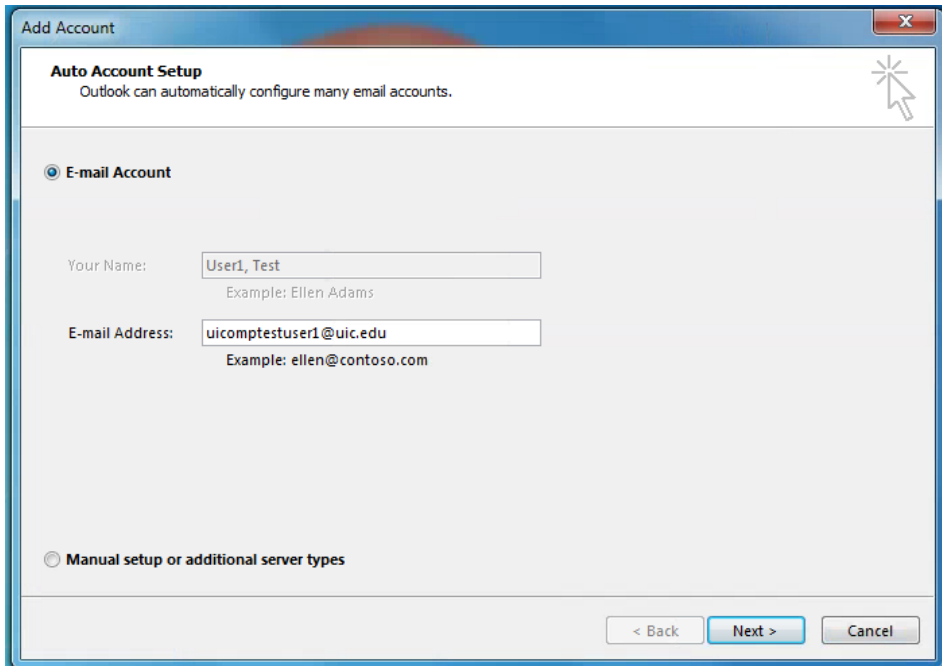 Add Account
Auto Account Setup
Outlook can automatically configure many email accounts.
E-mail Account
Your Name: User1, Test
Example: Ellen Adams
E-mail Address: uicomptestuser1@uic.edu
Example: ellen@contoso.com
Manual setup or additional server types
< Back Next > Cancel